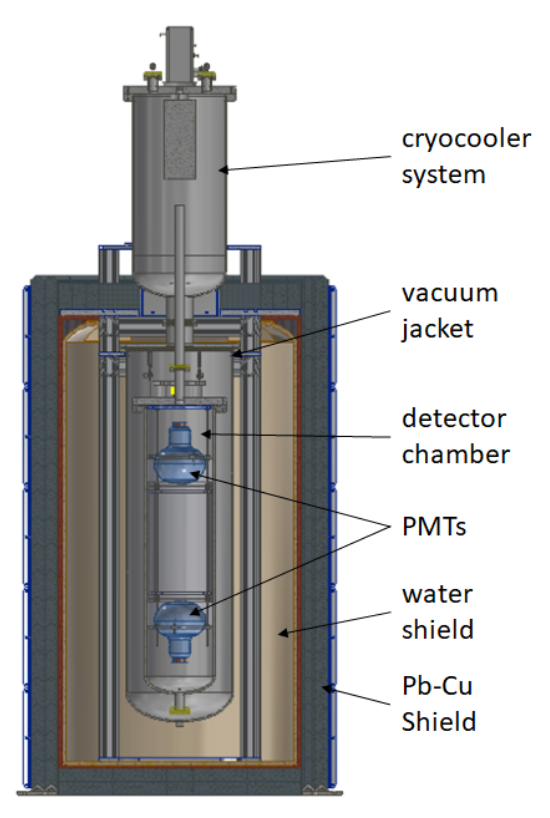 cryocooler
system
vacuum
jacket
detector
chamber
PMTs
water
shield
Pb-Cu
Shield